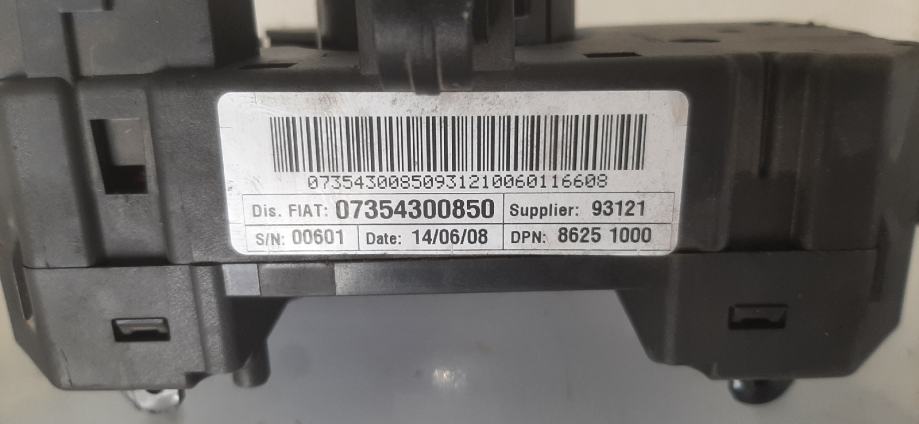 07354300850931210060116608
Dis. FIAT: 07354300850 Supplier: 93121
S/N: 00601 Date: 14/06/08 DPN: 8625 1000